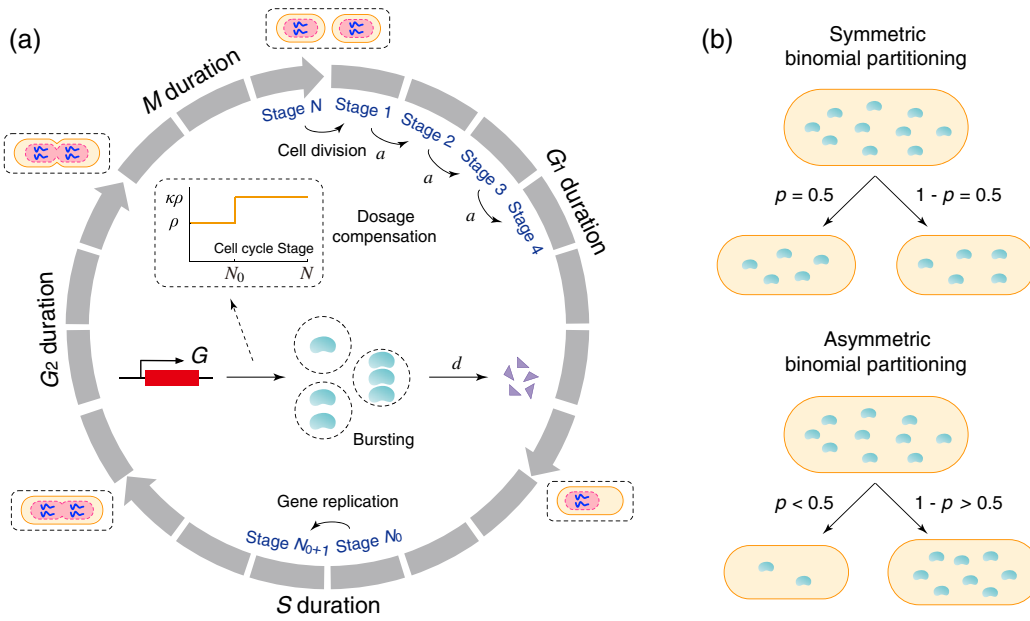 (a)
M duration
Stage N
Stage 1
Stage 2
Stage 3
Stage 4
Cell division
a
a
a
G1 duration
κρ
ρ
Cell cycle Stage
N0
N
Dosage
compensation
G2 duration
G
d
Bursting
Gene replication
Stage N0+1
Stage N0
S duration
(b)
Symmetric
binomial partitioning
p = 0.5
1 - p = 0.5
Asymmetric
binomial partitioning
p < 0.5
1 - p > 0.5